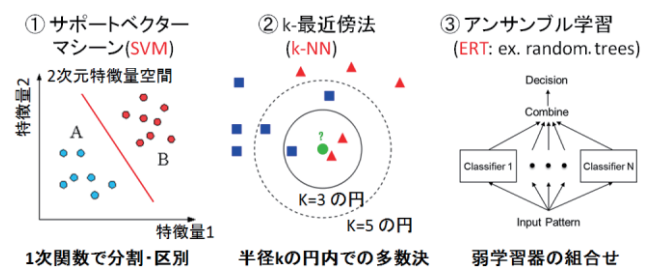 ① サポートベクター
マシーン(SVM)
2次元特徴量空間
特徴量2
A
B
特徴量1
1次関数で分割・区別
② k-最近傍法
(k-NN)
?
K=3 の円
K=5 の円
半径kの円内での多数決
③ アンサンブル学習
(ERT: ex. random. trees)
Decision
Combine
Classifier 1
Classifier N
Input Pattern
弱学習器の組合せ